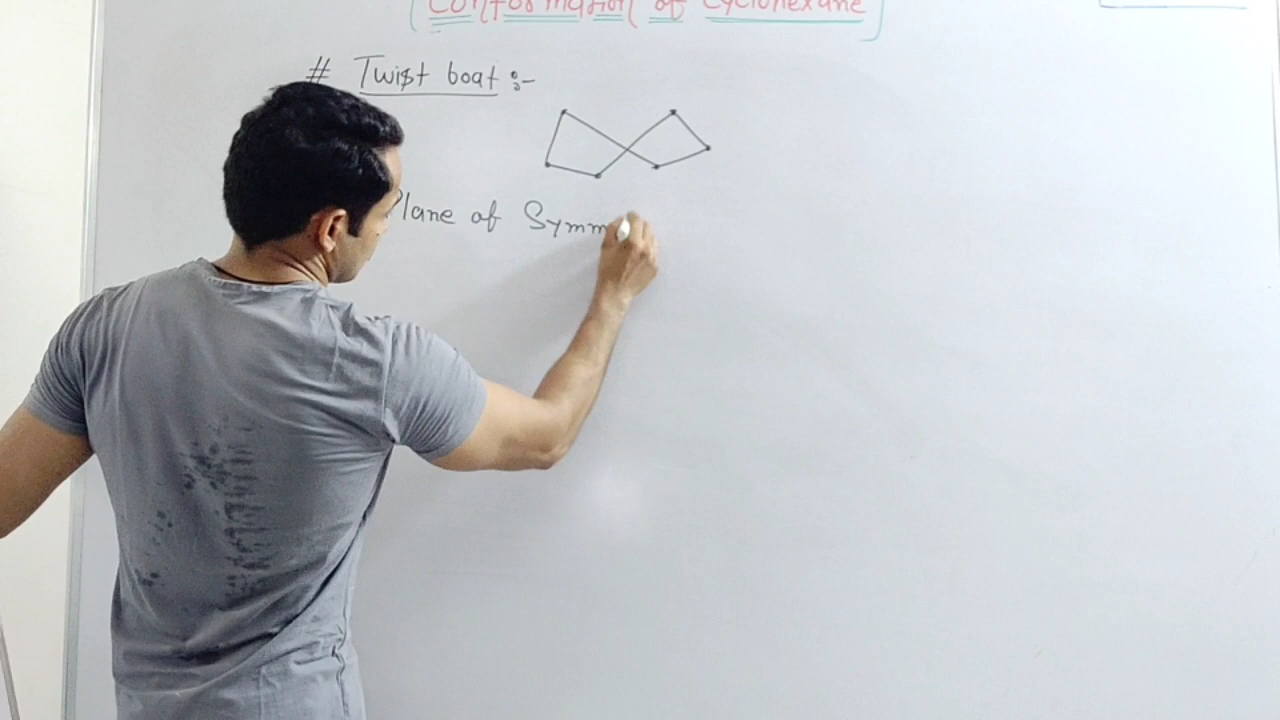 Conformation of Cyclohexane
# Twist boat :-
Plane of Symm